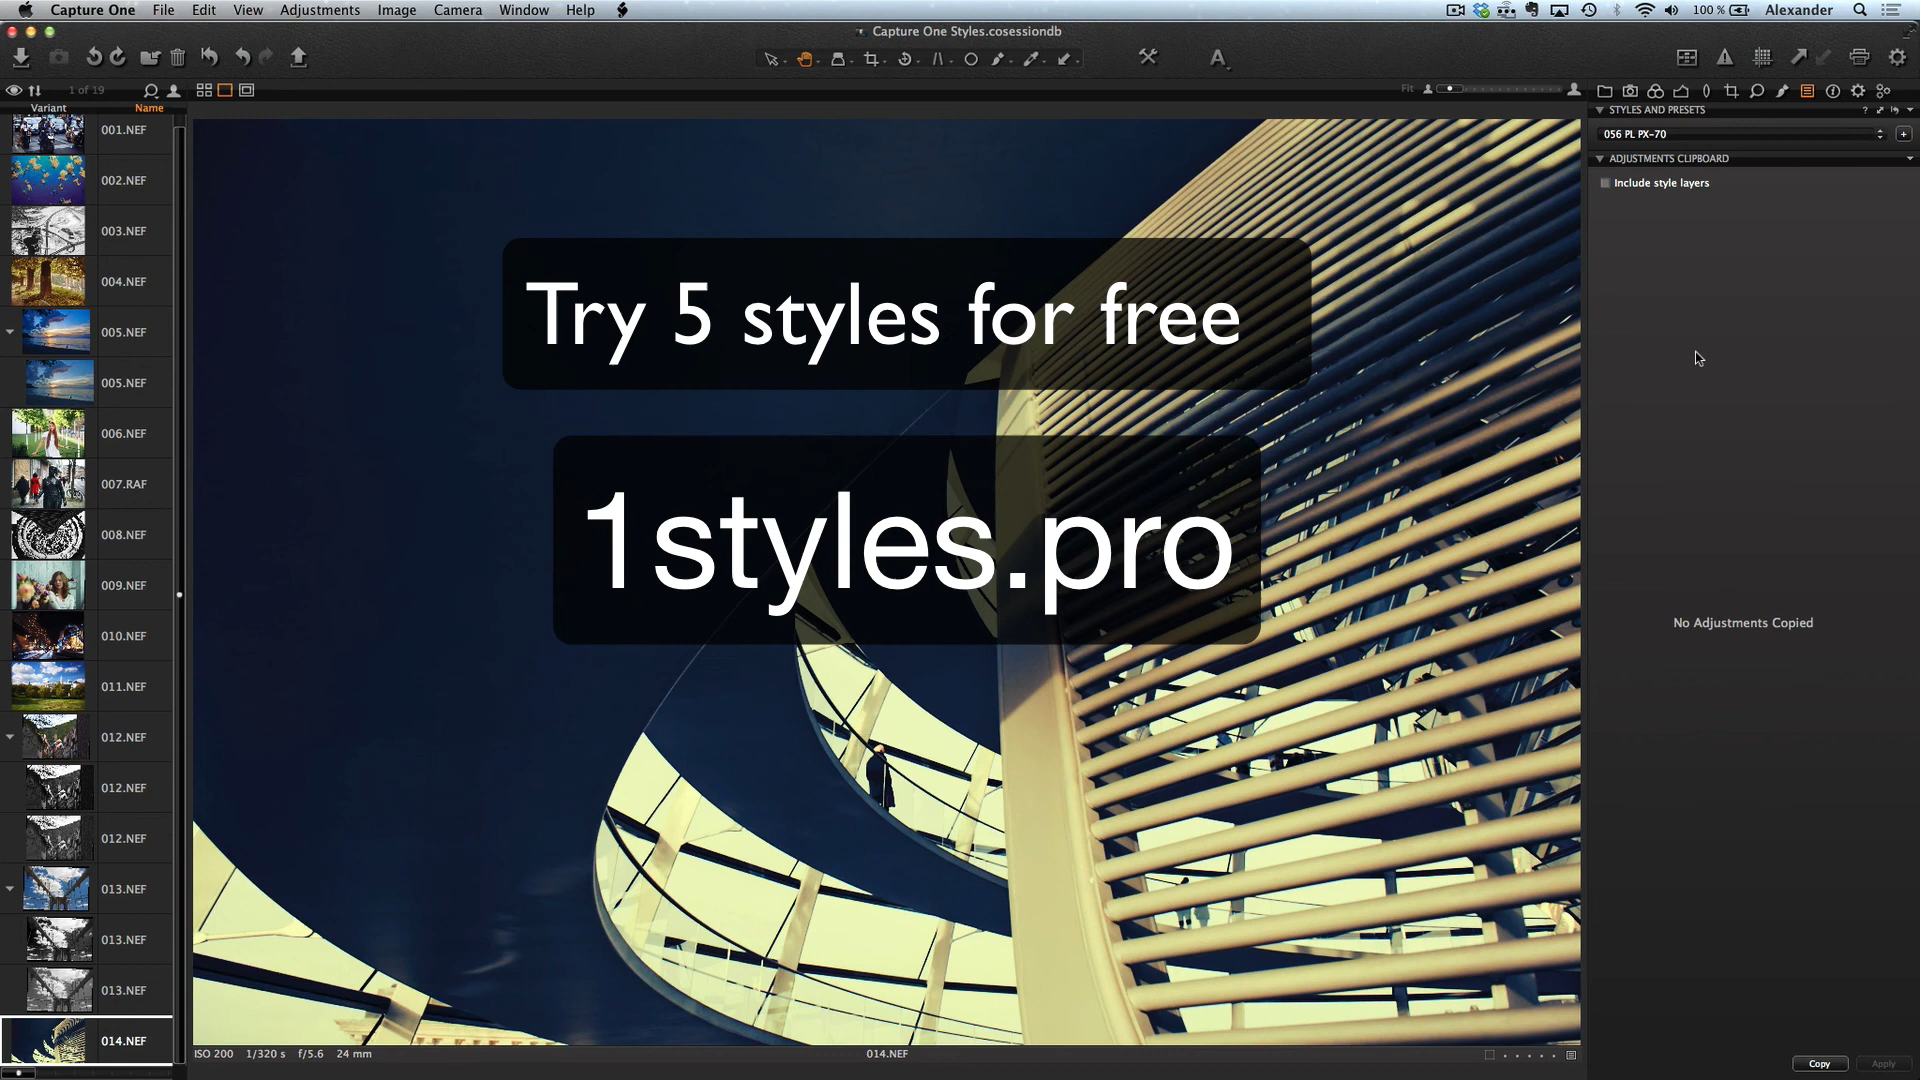 Capture One File Edit View Adjustments Image Camera Window Help
100 % Alexander
Capture One Styles.cosessiondb
1 of 19
Fit
Variant Name
001.NEF
002.NEF
003.NEF
004.NEF
005.NEF
005.NEF
006.NEF
007.RAF
008.NEF
009.NEF
010.NEF
011.NEF
012.NEF
012.NEF
012.NEF
013.NEF
013.NEF
013.NEF
014.NEF
Try 5 styles for free
1styles.pro
ISO 200 1/320 s f/5.6 24 mm
014.NEF
STYLES AND PRESETS
056 PL PX-70
ADJUSTMENTS CLIPBOARD
Include style layers
No Adjustments Copied
Copy Apply